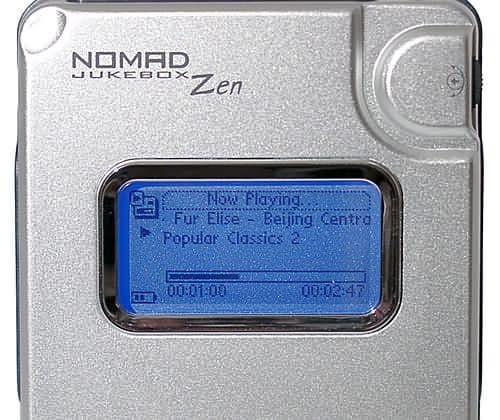 NOMAD
JUKEBOX Zen
Now Playing...
Fur Elise - Beijing Centra
Popular Classics 2
00:01:00 00:02:47